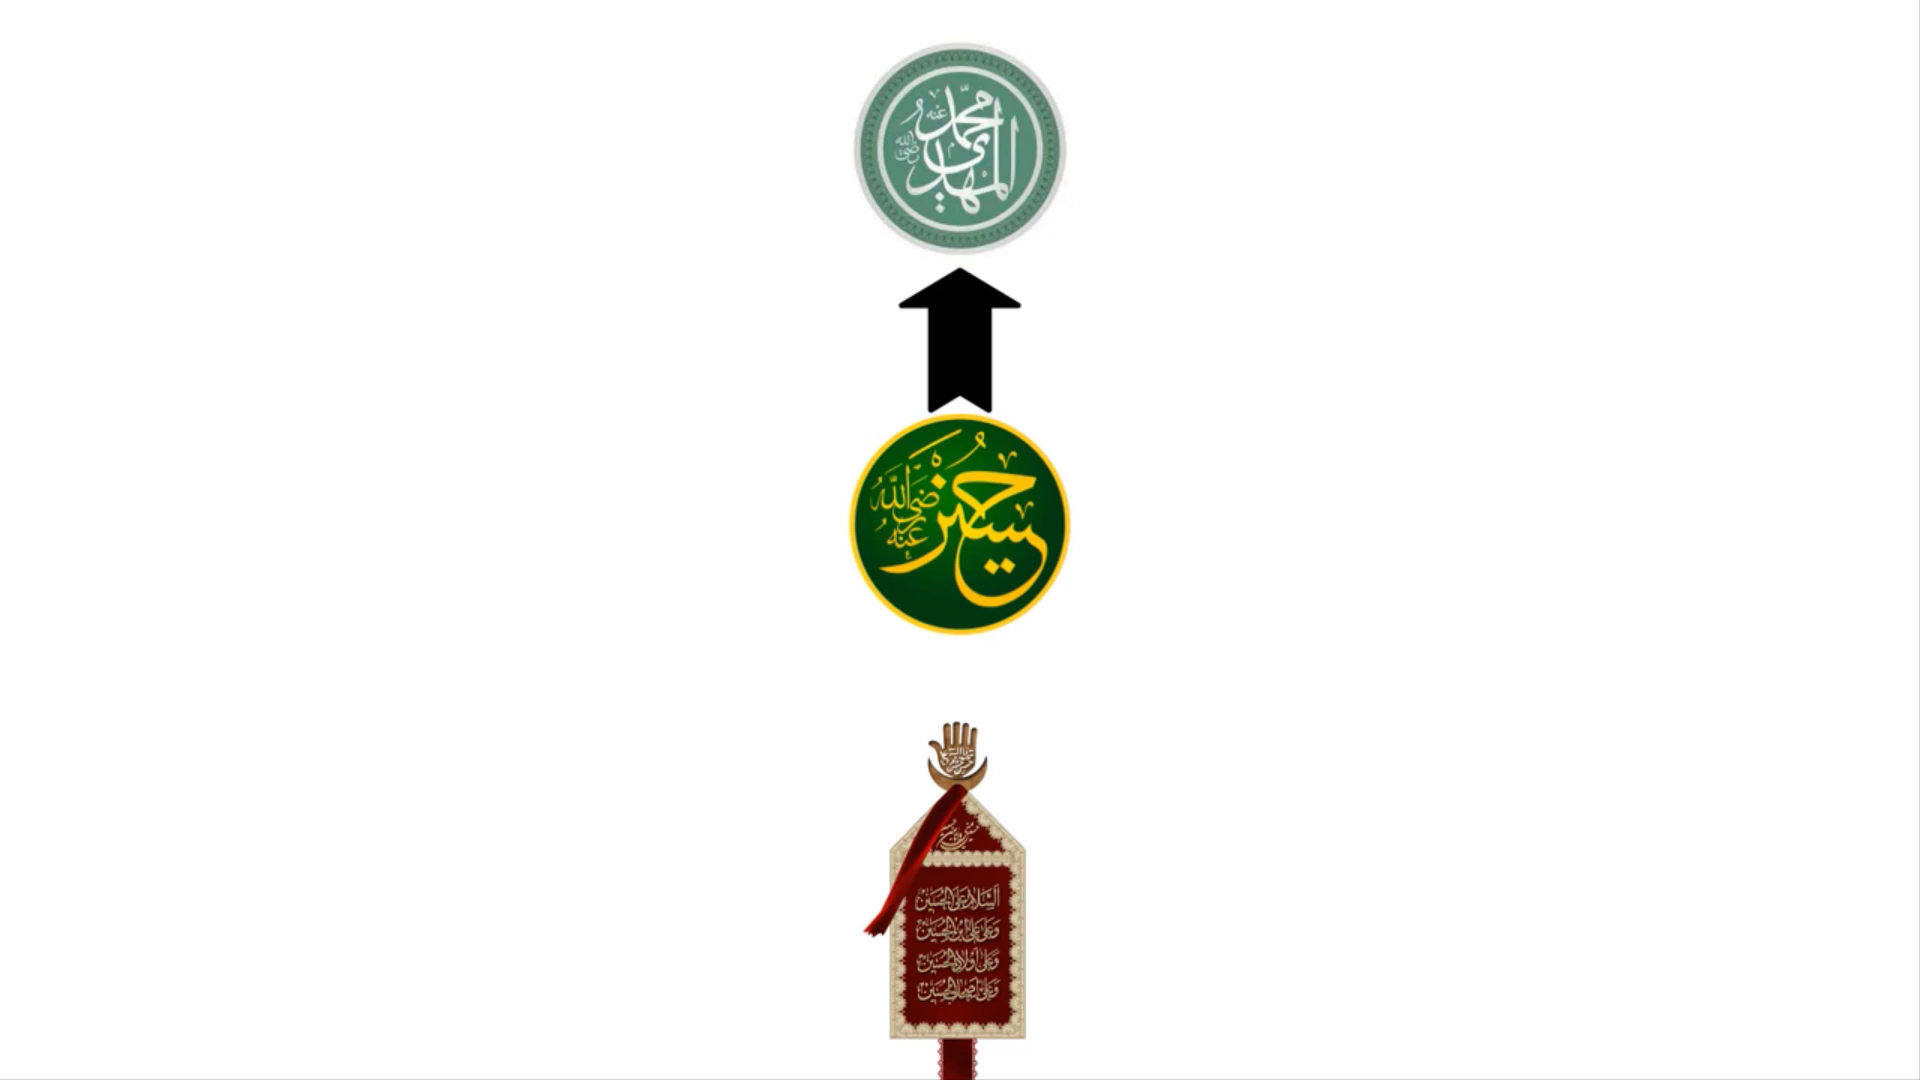 محمد المهدي
رضي الله عنه
حسين
رضي الله عنه
السلام على الحسين
وعلى علي ابن الحسين
وعلى أولاد الحسين
وعلى أصحاب الحسين